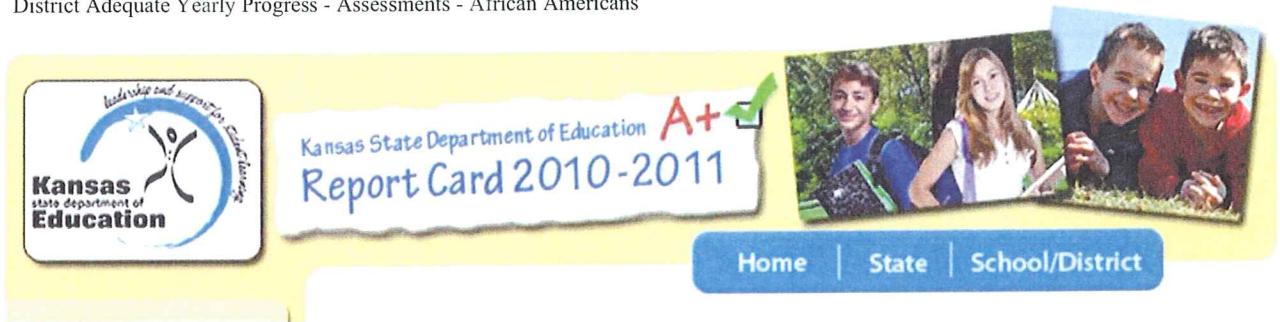 District Adequate Yearly Progress - Assessments - African Americans
leadership and support for student learning
Kansas
state department of
Education
Kansas State Department of Education A+
Report Card 2010-2011
Home | State | School/District